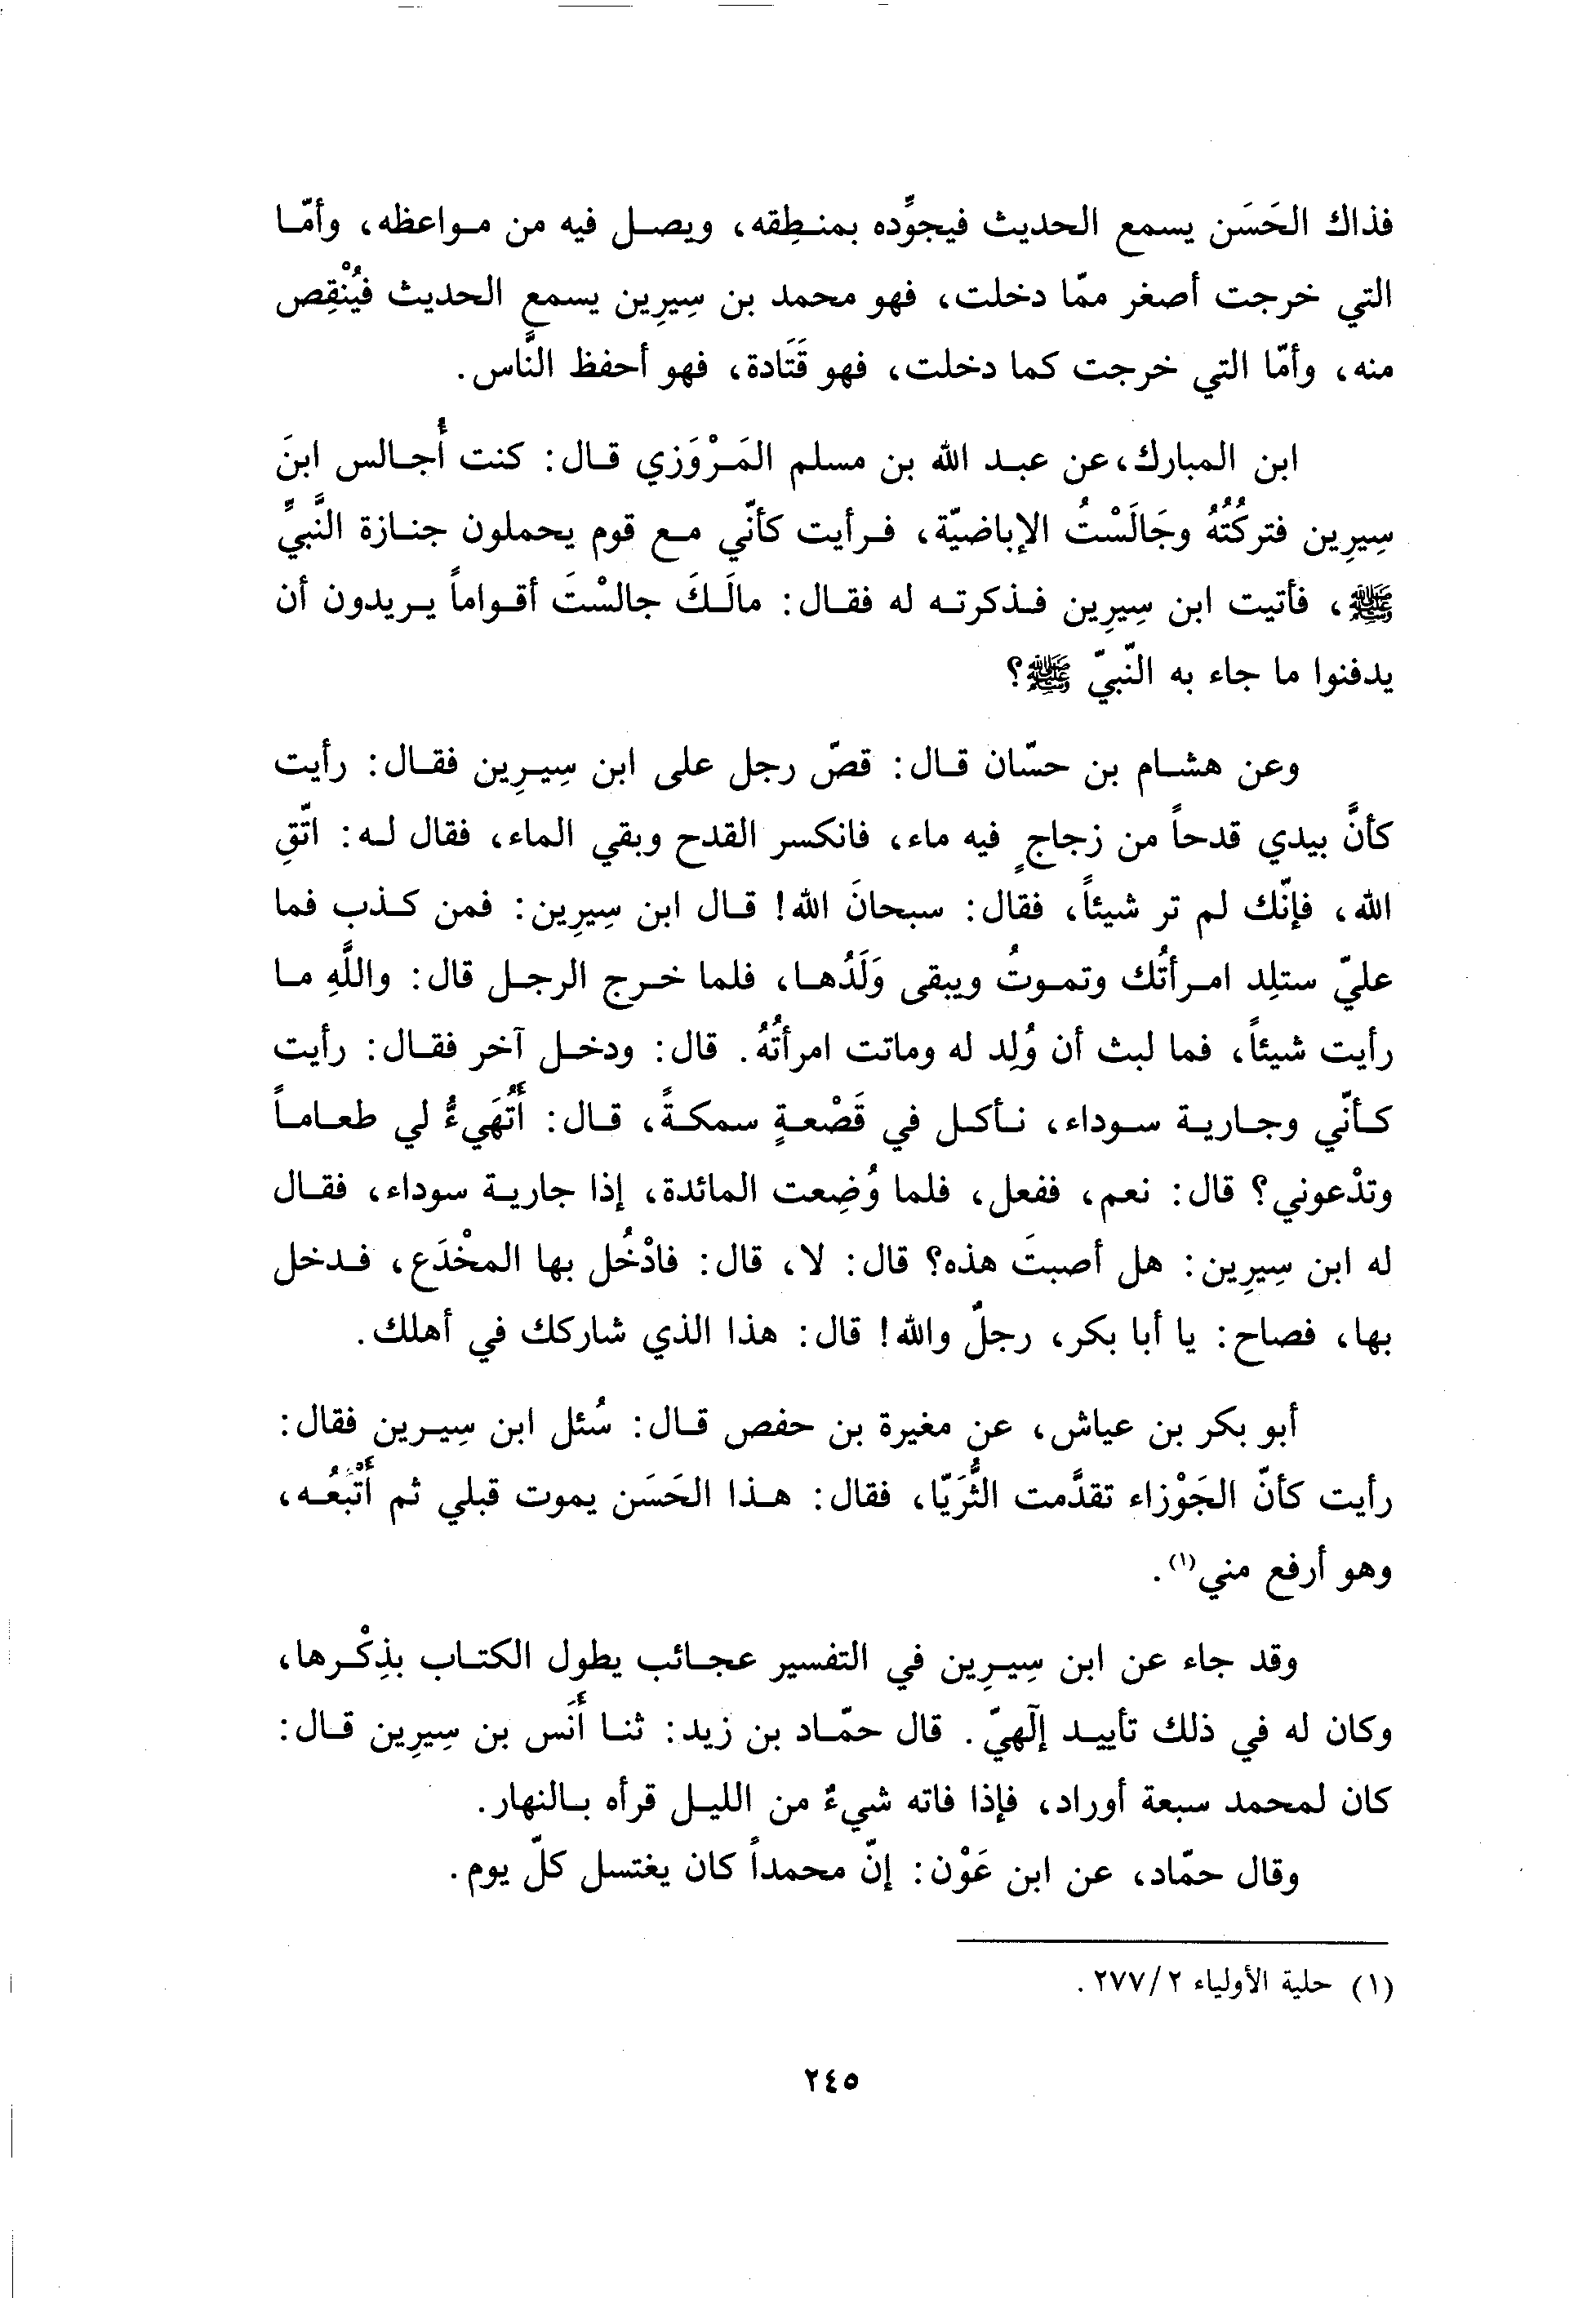 فذاك الحَسَن يسمع الحديث فيجوِّده بمنطِقه، ويصل فيه من مواعظه، وأمّا
التي خرجت أصغر ممّا دخلت، فهو محمد بن سِيرِين يسمع الحديث فيُنْقِص
منه، وأمّا التي خرجت كما دخلت، فهو قَتَادة، فهو أحفظ النَّاس.
ابن المبارك، عن عبد الله بن مسلم المَرْوَزي قال: كنت أُجالس ابنَ
سِيرِين فتركْتُهُ وجَالَسْتُ الإباضيّة، فرأيت كأنّي مع قوم يحملون جنازة النَّبيِّ
ﷺ، فأتيت ابن سِيرِين فذكرته له فقال: مالَكَ جالسْتَ أقواماً يريدون أن
يدفنوا ما جاء به النّبيّ ﷺ؟
وعن هشام بن حسّان قال: قصّ رجل على ابن سِيرِين فقال: رأيت
كأنَّ بيدي قدحاً من زجاجٍ فيه ماء، فانكسر القدح وبقي الماء، فقال له: اتّقِ
الله، فإنّك لم تر شيئاً، فقال: سبحانَ الله! قال ابن سِيرِين: فمن كذب فما
عليّ ستلِد امرأتُك وتموتُ ويبقى وَلَدُها، فلما خرج الرجل قال: واللَّهِ ما
رأيت شيئاً، فما لبث أن وُلِد له وماتت امرأتُهُ. قال: ودخل آخر فقال: رأيت
كأنّي وجارية سوداء، نأكل في قَصْعةٍ سمكةً، قال: أَتُهَيءُّ لي طعاماً
وتدْعوني؟ قال: نعم، ففعل، فلما وُضِعت المائدة، إذا جارية سوداء، فقال
له ابن سِيرِين: هل أصبتَ هذه؟ قال: لا، قال: فادْخُل بها المخْدَع، فدخل
بها، فصاح: يا أبا بكر، رجلٌ والله! قال: هذا الذي شاركك في أهلك.
أبو بكر بن عياش، عن مغيرة بن حفص قال: سُئل ابن سِيرين فقال:
رأيت كأنّ الجَوْزاء تقدَّمت الثُّرَيّا، فقال: هذا الحَسَن يموت قبلي ثم أَتْبَعُه،
وهو أرفع مني⁽¹⁾.
وقد جاء عن ابن سِيرِين في التفسير عجائب يطول الكتاب بذِكْرها،
وكان له في ذلك تأييد إلٓهيّ. قال حمّاد بن زيد: ثنا أَنَس بن سِيرِين قال:
كان لمحمد سبعة أوراد، فإذا فاته شيءٌ من الليل قرأه بالنهار.
وقال حمّاد، عن ابن عَوْن: إنّ محمداً كان يغتسل كلّ يوم.
(١) حلية الأولياء ٢/٢٧٧.
٢٤٥